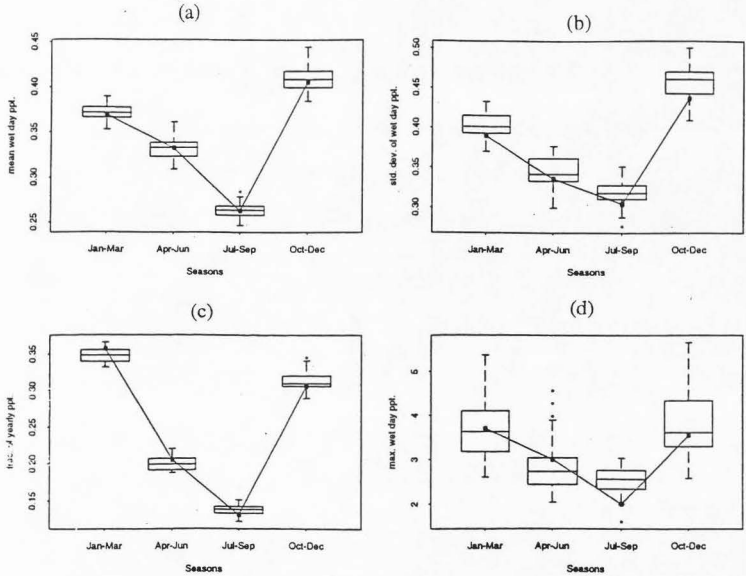 (a)
mean wet day ppt.
0.25 0.30 0.35 0.40 0.45
Jan-Mar Apr-Jun Jul-Sep Oct-Dec
Seasons
(b)
std. dev. of wet day ppt.
0.30 0.35 0.40 0.45 0.50
Jan-Mar Apr-Jun Jul-Sep Oct-Dec
Seasons
(c)
of yearly ppt.
0.15 0.20 0.30 0.35
Jan-Mar Apr-Jun Jul-Sep Oct-Dec
Seasons
(d)
max. wet day ppt.
2 3 4 5 6
Jan-Mar Apr-Jun Jul-Sep Oct-Dec
Seasons